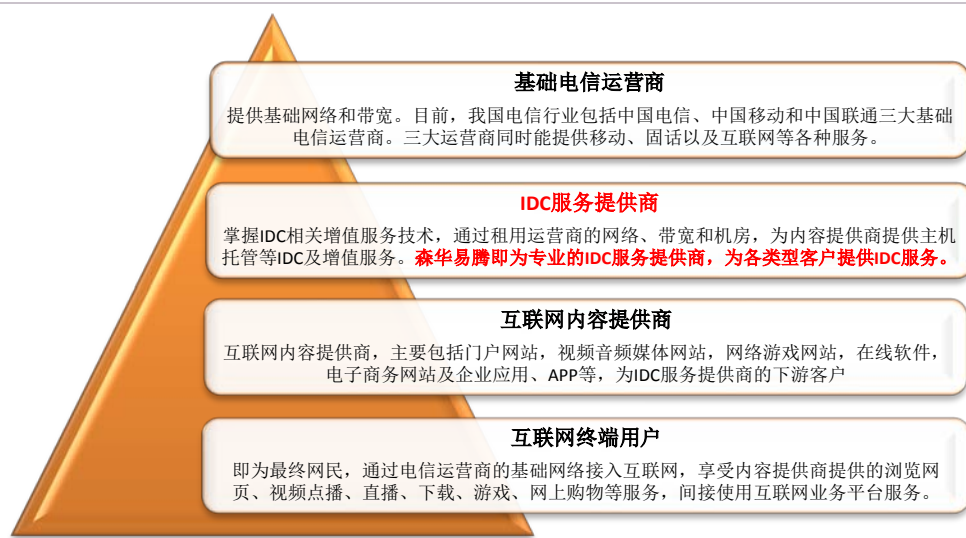 基础电信运营商
提供基础网络和带宽。目前，我国电信行业包括中国电信、中国移动和中国联通三大基础
电信运营商。三大运营商同时能提供移动、固话以及互联网等各种服务。
IDC服务提供商
掌握IDC相关增值服务技术，通过租用运营商的网络、带宽和机房，为内容提供商提供主机
托管等IDC及增值服务。森华易腾即为专业的IDC服务提供商，为各类型客户提供IDC服务。
互联网内容提供商
互联网内容提供商，主要包括门户网站，视频音频媒体网站，网络游戏网站，在线软件，
电子商务网站及企业应用、APP等，为IDC服务提供商的下游客户
互联网终端用户
即为最终网民，通过电信运营商的基础网络接入互联网，享受内容提供商提供的浏览网
页、视频点播、直播、下载、游戏、网上购物等服务，间接使用互联网业务平台服务。